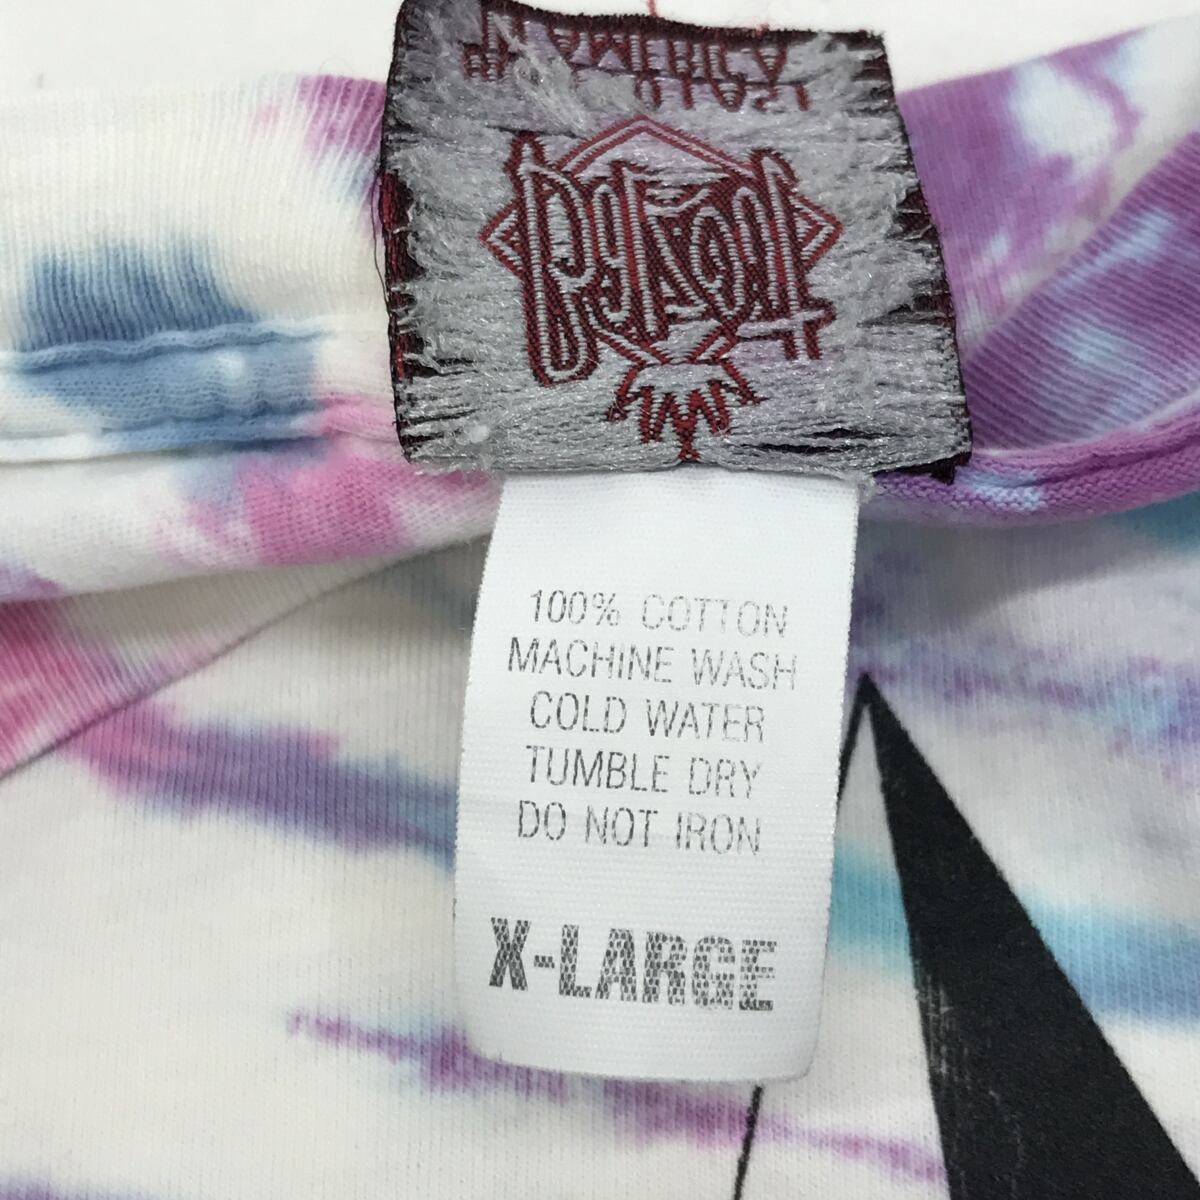 100% COTTON
MACHINE WASH
COLD WATER
TUMBLE DRY
DO NOT IRON
X-LARGE